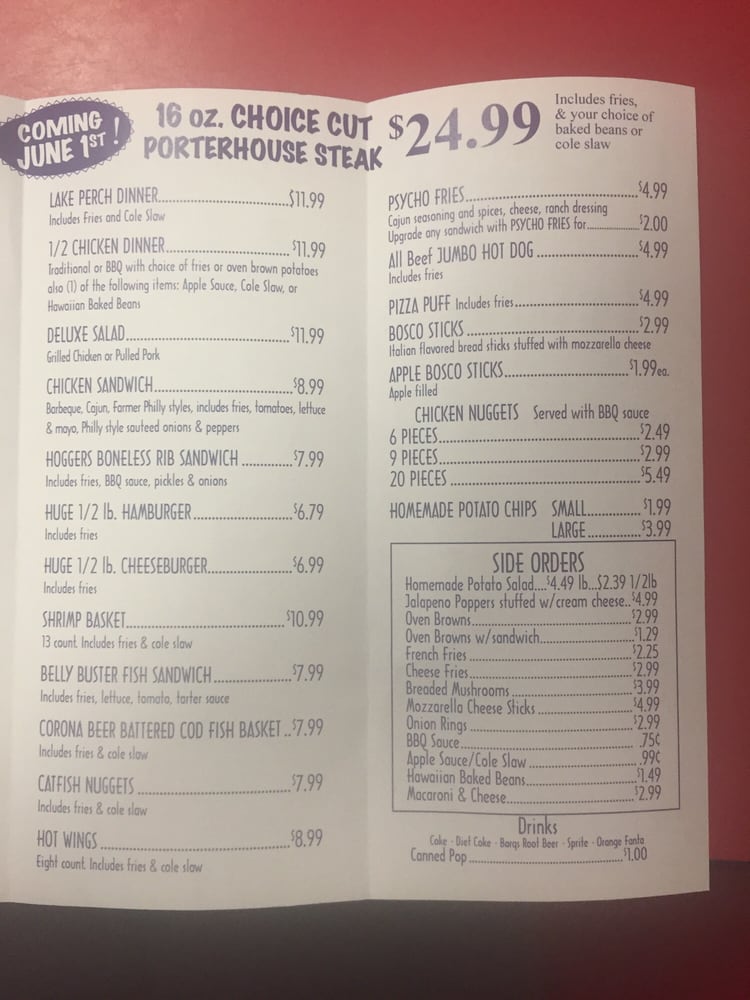 COMING
JUNE 1ST!
16 oz. CHOICE CUT
PORTERHOUSE STEAK
$24.99
Includes fries,
& your choice of
baked beans or
cole slaw
LAKE PERCH DINNER...$11.99
Includes Fries and Cole Slaw
1/2 CHICKEN DINNER...$11.99
Traditional or BBQ with choice of fries or oven brown potatoes
also (1) of the following items: Apple Sauce, Cole Slaw, or
Hawaiian Baked Beans
DELUXE SALAD...$11.99
Grilled Chicken or Pulled Pork
CHICKEN SANDWICH...$8.99
Barbeque, Cajun, Farmer Philly styles, includes fries, tomatoes, lettuce
& mayo, Philly style sauteed onions & peppers
HOGGERS BONELESS RIB SANDWICH...$7.99
Includes fries, BBQ sauce, pickles & onions
HUGE 1/2 lb. HAMBURGER...$6.79
Includes fries
HUGE 1/2 lb. CHEESEBURGER...$6.99
Includes fries
SHRIMP BASKET...$10.99
13 count. Includes fries & cole slaw
BELLY BUSTER FISH SANDWICH...$7.99
Includes fries, lettuce, tomato, tarter sauce
CORONA BEER BATTERED COD FISH BASKET..$7.99
Includes fries & cole slaw
CATFISH NUGGETS...$7.99
Includes fries & cole slaw
HOT WINGS...$8.99
Eight count. Includes fries & cole slaw
PSYCHO FRIES...$4.99
Cajun seasoning and spices, cheese, ranch dressing
Upgrade any sandwich with PSYCHO FRIES for...$2.00
All Beef JUMBO HOT DOG...$4.99
Includes fries
PIZZA PUFF Includes fries...$4.99
BOSCO STICKS...$2.99
Italian flavored bread sticks stuffed with mozzarella cheese
APPLE BOSCO STICKS...$1.99ea.
Apple filled
CHICKEN NUGGETS Served with BBQ sauce
6 PIECES...$2.49
9 PIECES...$2.99
20 PIECES...$5.49
HOMEMADE POTATO CHIPS SMALL...$1.99
LARGE...$3.99
SIDE ORDERS
Homemade Potato Salad....$4.49 lb...$2.39 1/2lb
Jalapeno Poppers stuffed w/cream cheese..$4.99
Oven Browns...$2.99
Oven Browns w/sandwich...$1.29
French Fries...$2.25
Cheese Fries...$2.99
Breaded Mushrooms...$3.99
Mozzarella Cheese Sticks...$4.99
Onion Rings...$2.99
BBQ Sauce....75¢
Apple Sauce/Cole Slaw....99¢
Hawaiian Baked Beans...$1.49
Macaroni & Cheese...$2.99
Drinks
Coke - Diet Coke - Barqs Root Beer - Sprite - Orange Fanta
Canned Pop...$1.00